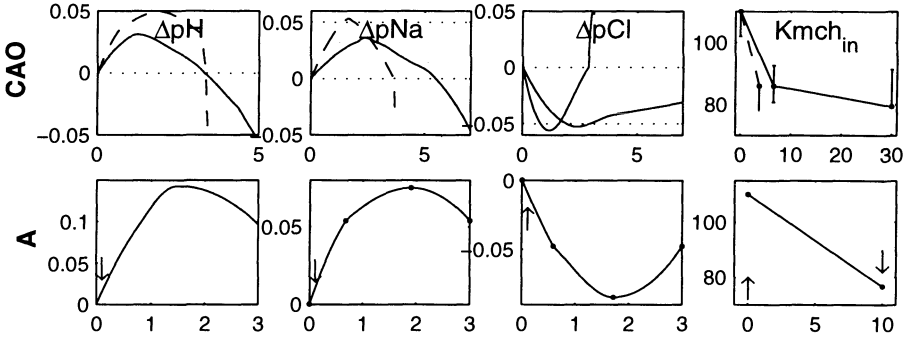 0.05 ΔpH 0.05 ΔpNa 0.05 ΔpCl Kmch_in
CAO 0 0 0 100 80
−0.05 −0.05 −0.05
0 5 0 5 5 0 10 20 30
A 0.1 0.05 0 0.05 0 0 −0.05 100 80
0 1 2 3 0 1 2 3 0 1 2 3 0 5 10